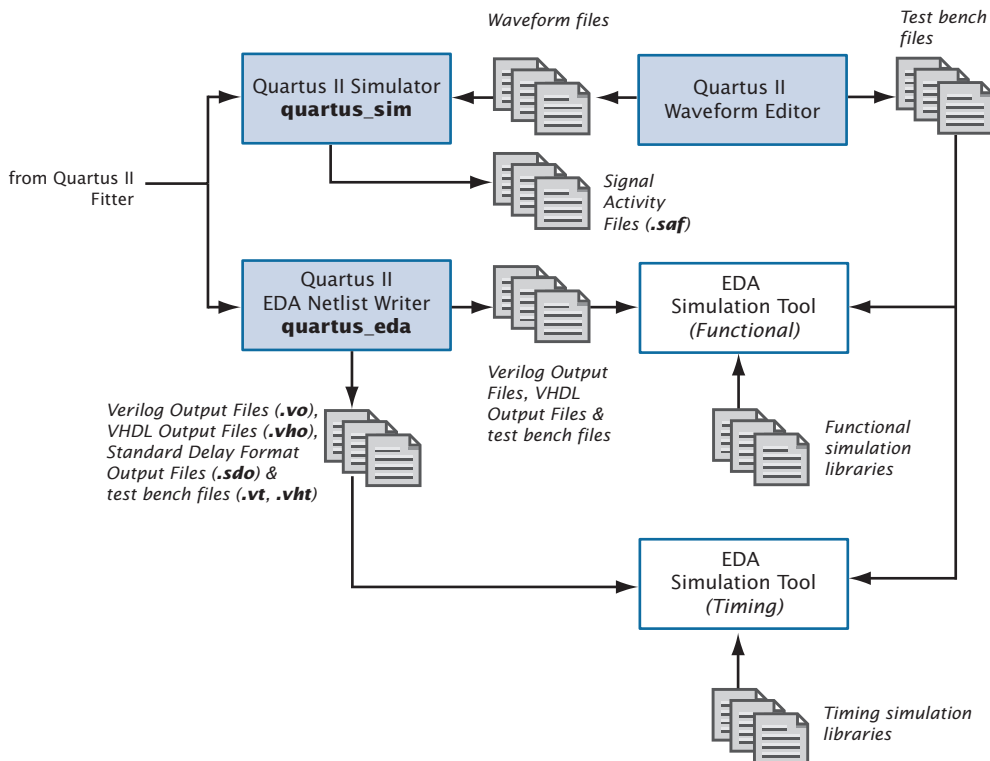 Waveform files
Test bench
files
Quartus II Simulator
quartus_sim
Quartus II
Waveform Editor
from Quartus II
Fitter
Signal
Activity
Files (.saf)
Quartus II
EDA Netlist Writer
quartus_eda
EDA
Simulation Tool
(Functional)
Verilog Output
Files, VHDL
Output Files &
test bench files
Verilog Output Files (.vo),
VHDL Output Files (.vho),
Standard Delay Format
Output Files (.sdo) &
test bench files (.vt, .vht)
Functional
simulation
libraries
EDA
Simulation Tool
(Timing)
Timing simulation
libraries